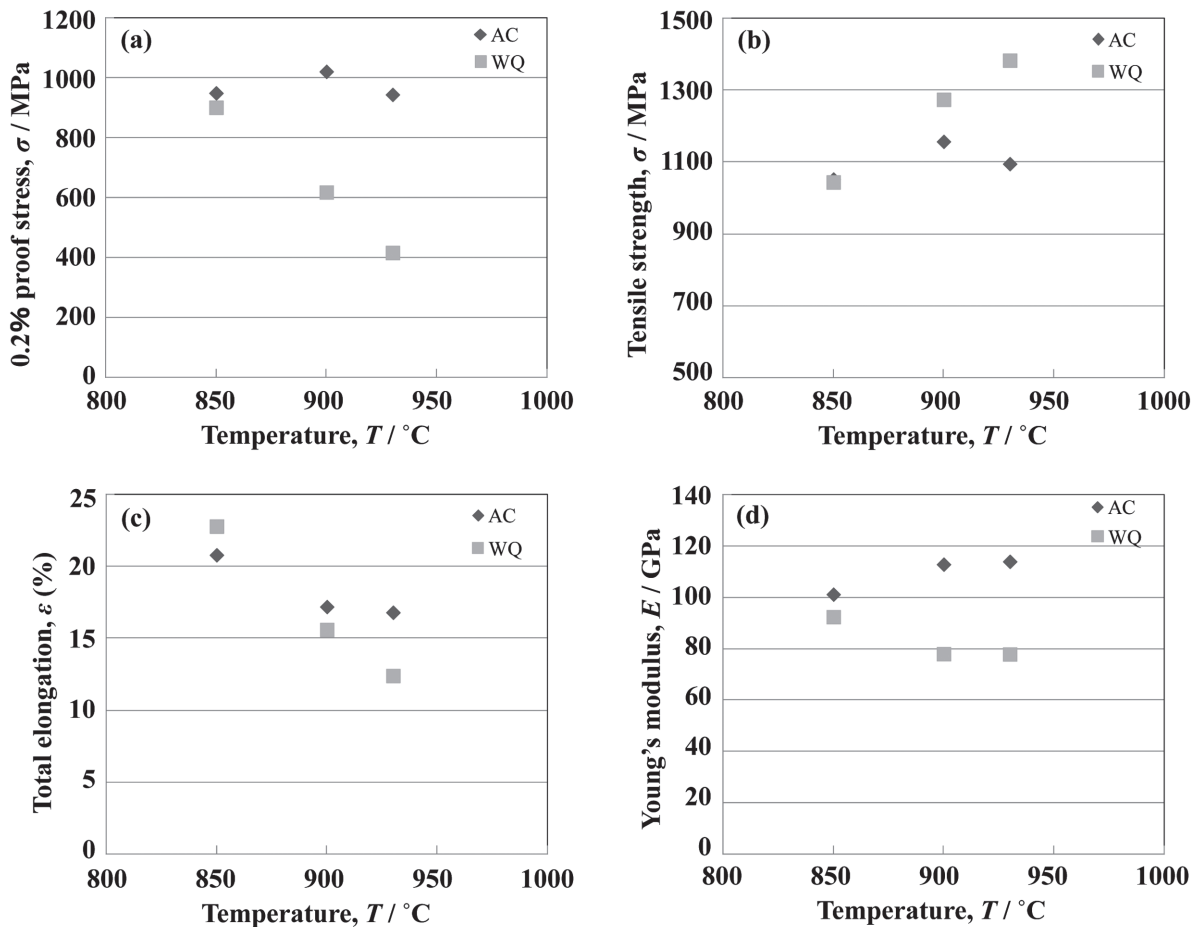 (a)
AC
WQ
1200
1000
800
600
400
200
0
0.2% proof stress, σ / MPa
800 850 900 950 1000
Temperature, T / ˚C
(b)
AC
WQ
1500
1300
1100
900
700
500
Tensile strength, σ / MPa
800 850 900 950 1000
Temperature, T / ˚C
(c)
AC
WQ
25
20
15
10
5
0
Total elongation, ε (%)
800 850 900 950 1000
Temperature, T / ˚C
(d)
AC
WQ
140
120
100
80
60
40
20
0
Young's modulus, E / GPa
800 850 900 950 1000
Temperature, T / ˚C